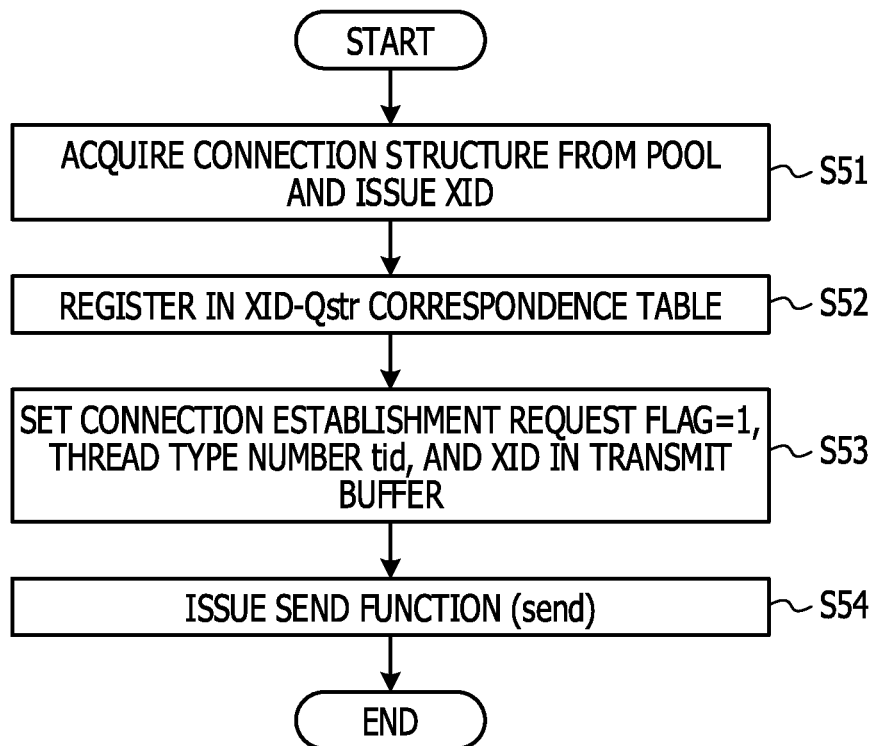 START
ACQUIRE CONNECTION STRUCTURE FROM POOL
AND ISSUE XID
S51
REGISTER IN XID-Qstr CORRESPONDENCE TABLE
S52
SET CONNECTION ESTABLISHMENT REQUEST FLAG=1,
THREAD TYPE NUMBER tid, AND XID IN TRANSMIT
BUFFER
S53
ISSUE SEND FUNCTION (send)
S54
END